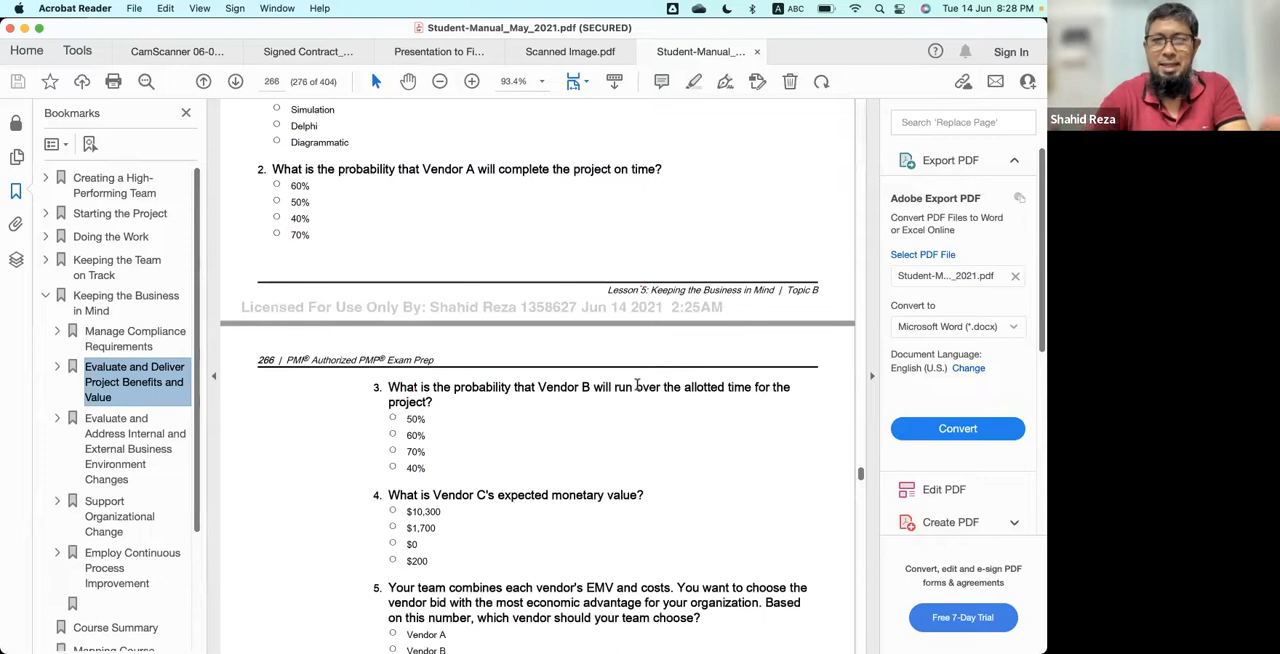 Acrobat Reader File Edit View Sign Window Help
A ABC Tue 14 Jun 8:28 PM
Student-Manual_May_2021.pdf (SECURED)
Home Tools CamScanner 06-0... Signed Contract_... Presentation to Fi... Scanned Image.pdf Student-Manual_... × Sign In
266 (276 of 404) 93.4%
Bookmarks
Creating a High-
Performing Team
Starting the Project
Doing the Work
Keeping the Team
on Track
Keeping the Business
in Mind
Manage Compliance
Requirements
Evaluate and Deliver
Project Benefits and
Value
Evaluate and
Address Internal and
External Business
Environment
Changes
Support
Organizational
Change
Employ Continuous
Process
Improvement
Course Summary
Mapping Course
Simulation
Delphi
Diagrammatic
2. What is the probability that Vendor A will complete the project on time?
60%
50%
40%
70%
Lesson 5: Keeping the Business in Mind | Topic B
Licensed For Use Only By: Shahid Reza 1358627 Jun 14 2021 2:25AM
266 | PMI® Authorized PMP® Exam Prep
3. What is the probability that Vendor B will run over the allotted time for the
project?
50%
60%
70%
40%
4. What is Vendor C's expected monetary value?
$10,300
$1,700
$0
$200
5. Your team combines each vendor's EMV and costs. You want to choose the
vendor bid with the most economic advantage for your organization. Based
on this number, which vendor should your team choose?
Vendor A
Vendor B
Search 'Replace Page'
Export PDF
Adobe Export PDF
Convert PDF Files to Word
or Excel Online
Select PDF File
Student-M..._2021.pdf
Convert to
Microsoft Word (*.docx)
Document Language:
English (U.S.) Change
Convert
Edit PDF
Create PDF
Convert, edit and e-sign PDF
forms & agreements
Free 7-Day Trial
Shahid Reza